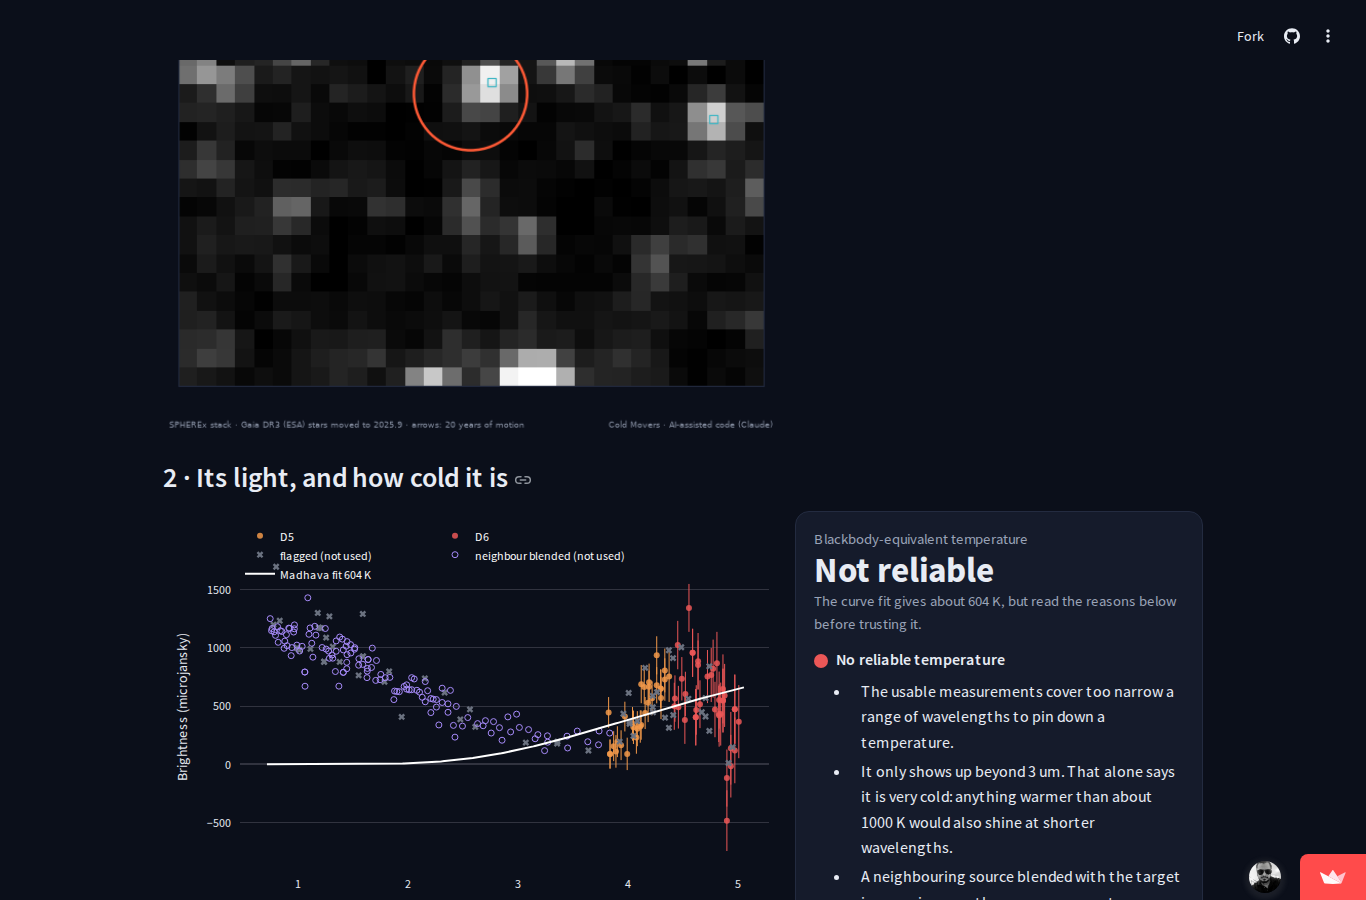 Fork
SPHEREx stack · Gaia DR3 (ESA) stars moved to 2025.9 · arrows: 20 years of motion
Cold Movers · AI-assisted code (Claude)
2 · Its light, and how cold it is
D5
D6
flagged (not used)
neighbour blended (not used)
Madhava fit 604 K
1500
1000
500
0
−500
Brightness (microjansky)
1
2
3
4
5
Blackbody-equivalent temperature
Not reliable
The curve fit gives about 604 K, but read the reasons below
before trusting it.
No reliable temperature
The usable measurements cover too narrow a
range of wavelengths to pin down a
temperature.
It only shows up beyond 3 um. That alone says
it is very cold: anything warmer than about
1000 K would also shine at shorter
wavelengths.
A neighbouring source blended with the target